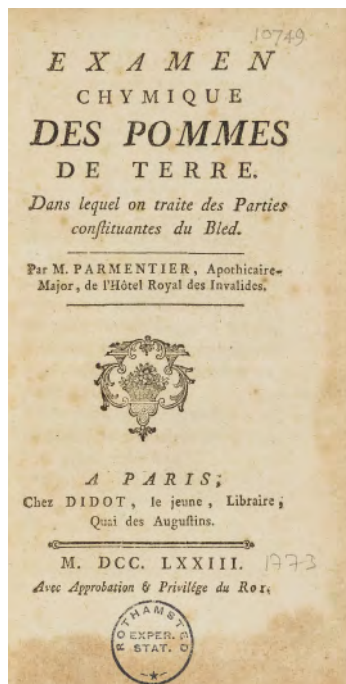 10749
EXAMEN
CHYMIQUE
DES POMMES
DE TERRE.
Dans lequel on traite des Parties
conſtituantes du Bled.
Par M. PARMENTIER, Apothicaire-
Major, de l'Hôtel Royal des Invalides.
A PARIS;
Chez DIDOT, le jeune, Libraire,
Quai des Auguſtins.
M. DCC. LXXIII. 1773
Avec Approbation & Privilége du Roi.
ROTHAMSTED
EXPER.
STAT.